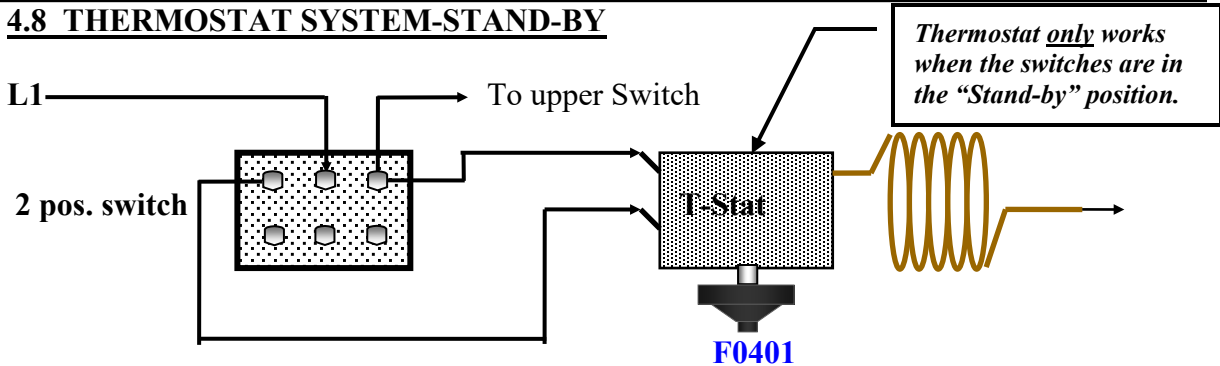 4.8 THERMOSTAT SYSTEM-STAND-BY
Thermostat only works
when the switches are in
the “Stand-by” position.
L1
To upper Switch
2 pos. switch
T-Stat
F0401